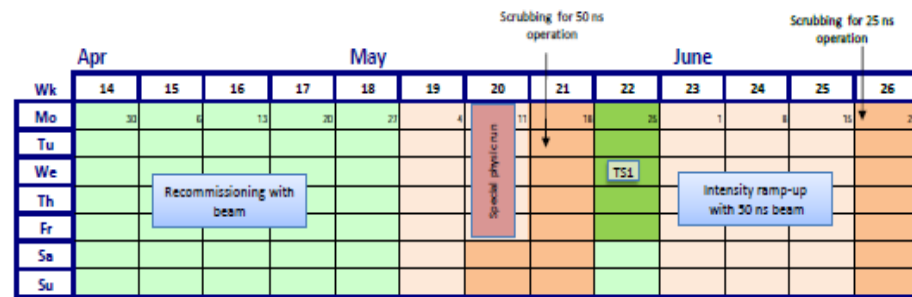 Scrubbing for 50 ns
operation
Scrubbing for 25 ns
operation
Apr May June
Wk 14 15 16 17 18 19 20 21 22 23 24 25 26
Mo 30 6 13 20 27 4 11 18 25 1 8 15
Tu
We
Th
Fr
Sa
Su
Recommissioning with
beam
Special physic run
TS1
Intensity ramp-up
with 50 ns beam